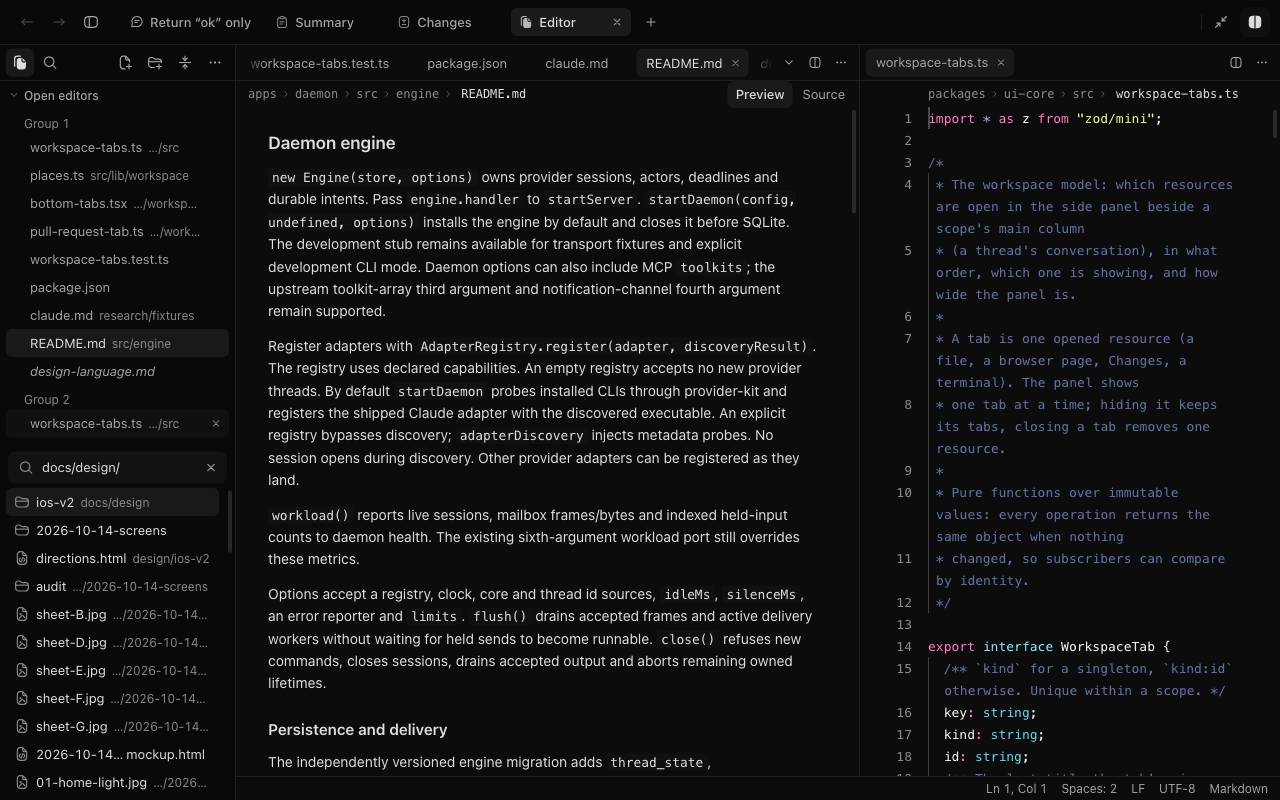 Return “ok” only
Summary
Changes
Editor
workspace-tabs.test.ts
package.json
claude.md
README.md
workspace-tabs.ts
Open editors
Group 1
workspace-tabs.ts .../src
places.ts src/lib/workspace
bottom-tabs.tsx .../worksp...
pull-request-tab.ts .../work...
workspace-tabs.test.ts
package.json
claude.md research/fixtures
README.md src/engine
design-language.md
Group 2
workspace-tabs.ts .../src
docs/design/
ios-v2 docs/design
2026-10-14-screens
directions.html design/ios-v2
audit .../2026-10-14-screens
sheet-B.jpg .../2026-10-14...
sheet-D.jpg .../2026-10-14...
sheet-E.jpg .../2026-10-14...
sheet-F.jpg .../2026-10-14...
sheet-G.jpg .../2026-10-14...
2026-10-14... mockup.html
01-home-light.jpg .../2026...
apps › daemon › src › engine › README.md
Preview
Source
Daemon engine
new Engine(store, options) owns provider sessions, actors, deadlines and
durable intents. Pass engine.handler to startServer. startDaemon(config,
undefined, options) installs the engine by default and closes it before SQLite.
The development stub remains available for transport fixtures and explicit
development CLI mode. Daemon options can also include MCP toolkits; the
upstream toolkit-array third argument and notification-channel fourth argument
remain supported.
Register adapters with AdapterRegistry.register(adapter, discoveryResult).
The registry uses declared capabilities. An empty registry accepts no new provider
threads. By default startDaemon probes installed CLIs through provider-kit and
registers the shipped Claude adapter with the discovered executable. An explicit
registry bypasses discovery; adapterDiscovery injects metadata probes. No
session opens during discovery. Other provider adapters can be registered as they
land.
workload() reports live sessions, mailbox frames/bytes and indexed held-input
counts to daemon health. The existing sixth-argument workload port still overrides
these metrics.
Options accept a registry, clock, core and thread id sources, idleMs, silenceMs,
an error reporter and limits. flush() drains accepted frames and active delivery
workers without waiting for held sends to become runnable. close() refuses new
commands, closes sessions, drains accepted output and aborts remaining owned
lifetimes.
Persistence and delivery
The independently versioned engine migration adds thread_state,
packages › ui-core › src › workspace-tabs.ts
1 import * as z from "zod/mini";
2
3 /*
4 * The workspace model: which resources
are open in the side panel beside a
scope's main column
5 * (a thread's conversation), in what
order, which one is showing, and how
wide the panel is.
6 *
7 * A tab is one opened resource (a
file, a browser page, Changes, a
terminal). The panel shows
8 * one tab at a time; hiding it keeps
its tabs, closing a tab removes one
resource.
9 *
10 * Pure functions over immutable
values: every operation returns the
same object when nothing
11 * changed, so subscribers can compare
by identity.
12 */
13
14 export interface WorkspaceTab {
15 /** `kind` for a singleton, `kind:id`
otherwise. Unique within a scope. */
16 key: string;
17 kind: string;
18 id: string;
Ln 1, Col 1
Spaces: 2
LF
UTF-8
Markdown